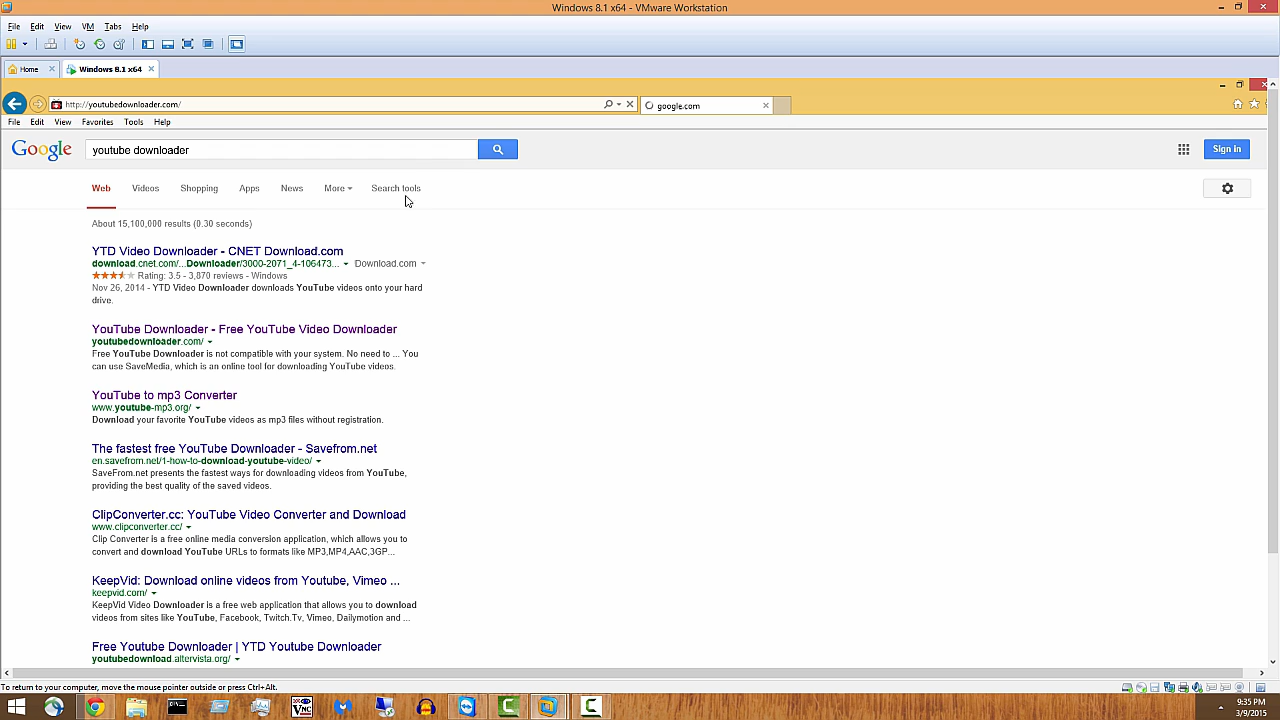 Windows 8.1 x64 - VMware Workstation
File Edit View VM Tabs Help
Home Windows 8.1 x64
http://youtubedownloader.com/ google.com
File Edit View Favorites Tools Help
Google youtube downloader Sign in
Web Videos Shopping Apps News More Search tools
About 15,100,000 results (0.30 seconds)
YTD Video Downloader - CNET Download.com
download.cnet.com/...Downloader/3000-2071_4-106473... Download.com
Rating: 3.5 - 3,870 reviews - Windows
Nov 26, 2014 - YTD Video Downloader downloads YouTube videos onto your hard
drive.
YouTube Downloader - Free YouTube Video Downloader
youtubedownloader.com/
Free YouTube Downloader is not compatible with your system. No need to ... You
can use SaveMedia, which is an online tool for downloading YouTube videos.
YouTube to mp3 Converter
www.youtube-mp3.org/
Download your favorite YouTube videos as mp3 files without registration.
The fastest free YouTube Downloader - Savefrom.net
en.savefrom.net/1-how-to-download-youtube-video/
SaveFrom.net presents the fastest ways for downloading videos from YouTube,
providing the best quality of the saved videos.
ClipConverter.cc: YouTube Video Converter and Download
www.clipconverter.cc/
Clip Converter is a free online media conversion application, which allows you to
convert and download YouTube URLs to formats like MP3,MP4,AAC,3GP...
KeepVid: Download online videos from Youtube, Vimeo ...
keepvid.com/
KeepVid Video Downloader is a free web application that allows you to download
videos from sites like YouTube, Facebook, Twitch.Tv, Vimeo, Dailymotion and ...
Free Youtube Downloader | YTD Youtube Downloader
youtubedownload.altervista.org/
To return to your computer, move the mouse pointer outside or press Ctrl+Alt.
9:35 PM
3/9/2015